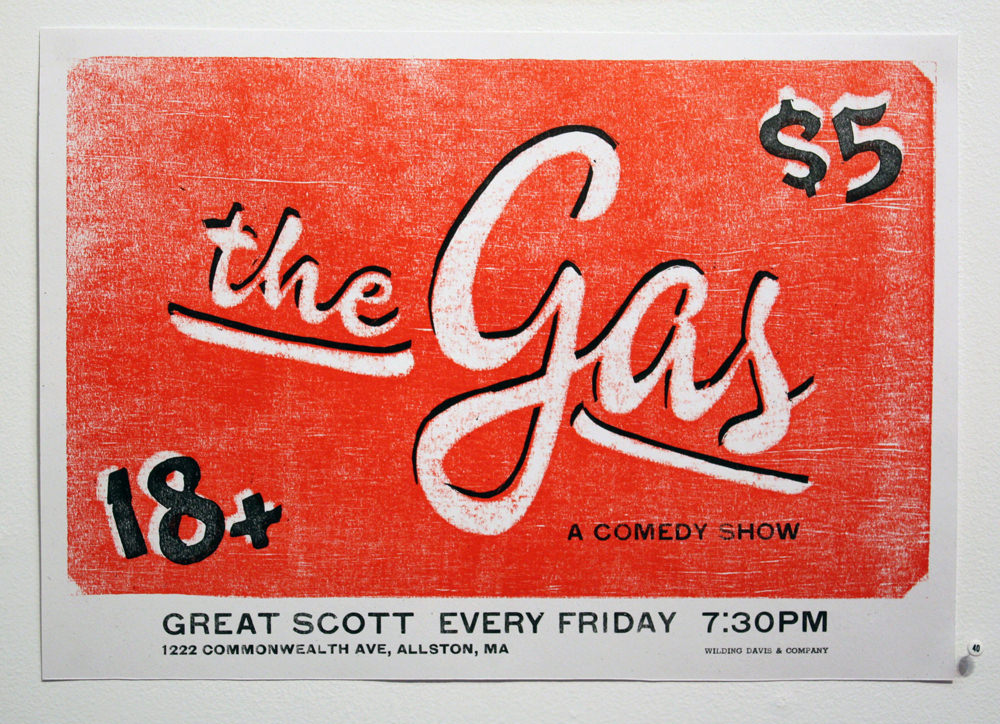 $5
the Gas
18+
A COMEDY SHOW
GREAT SCOTT EVERY FRIDAY 7:30PM
1222 COMMONWEALTH AVE, ALLSTON, MA
WILDING DAVIS & COMPANY
40